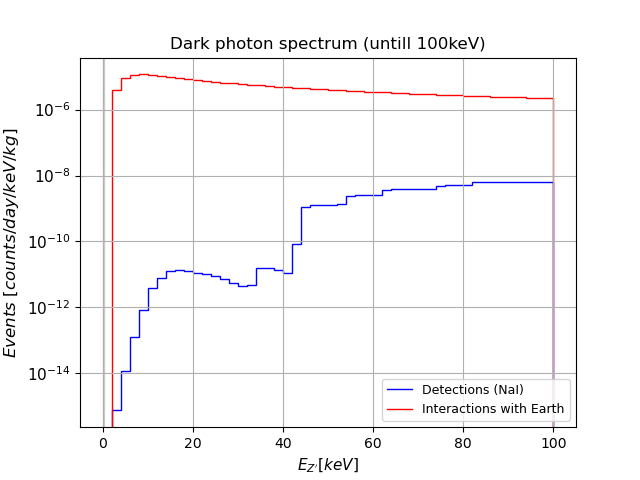 Dark photon spectrum (untill 100keV)
Events [counts/day/keV/kg]
10⁻⁶
10⁻⁸
10⁻¹⁰
10⁻¹²
10⁻¹⁴
Detections (NaI)
Interactions with Earth
0 20 40 60 80 100
E_{Z'}[keV]